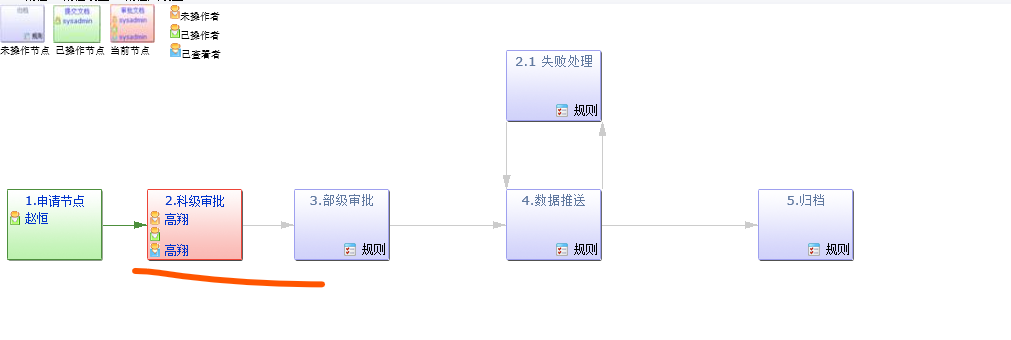 归档
规则
提交文档
sysadmin
审批文档
sysadmin
sysadmin
未操作节点
已操作节点
当前节点
未操作者
已操作者
已查看者
2.1 失败处理
规则
1.申请节点
赵恒
2.科级审批
高翔
高翔
3.部级审批
规则
4.数据推送
规则
5.归档
规则